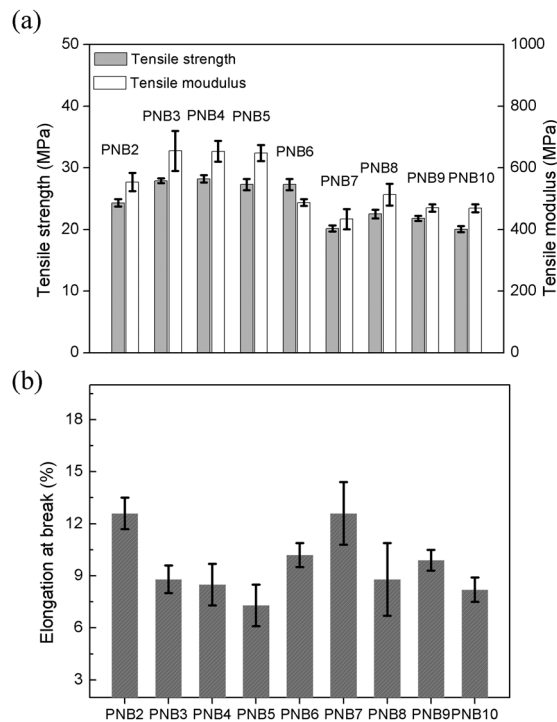 (a)
50
40
30
20
10
0
Tensile strength (MPa)
Tensile strength
Tensile moudulus
PNB2
PNB3
PNB4
PNB5
PNB6
PNB7
PNB8
PNB9
PNB10
1000
800
600
400
200
0
Tensile modulus (MPa)
(b)
18
15
12
9
6
3
Elongation at break (%)
PNB2 PNB3 PNB4 PNB5 PNB6 PNB7 PNB8 PNB9 PNB10